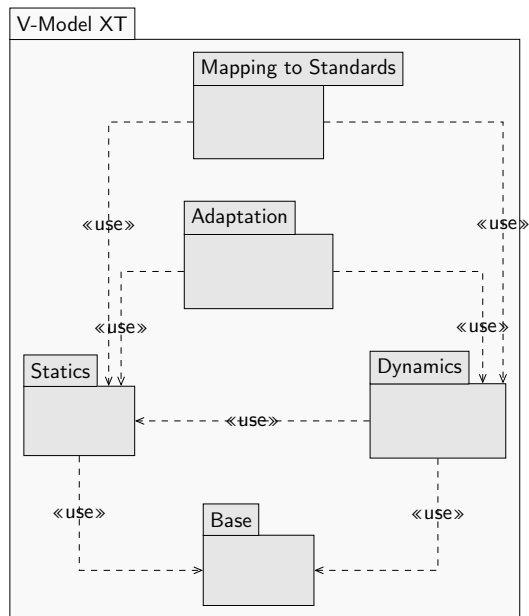 V-Model XT
Mapping to Standards
«use»
«use»
Adaptation
«use»
«use»
Statics
Dynamics
«use»
«use»
«use»
Base